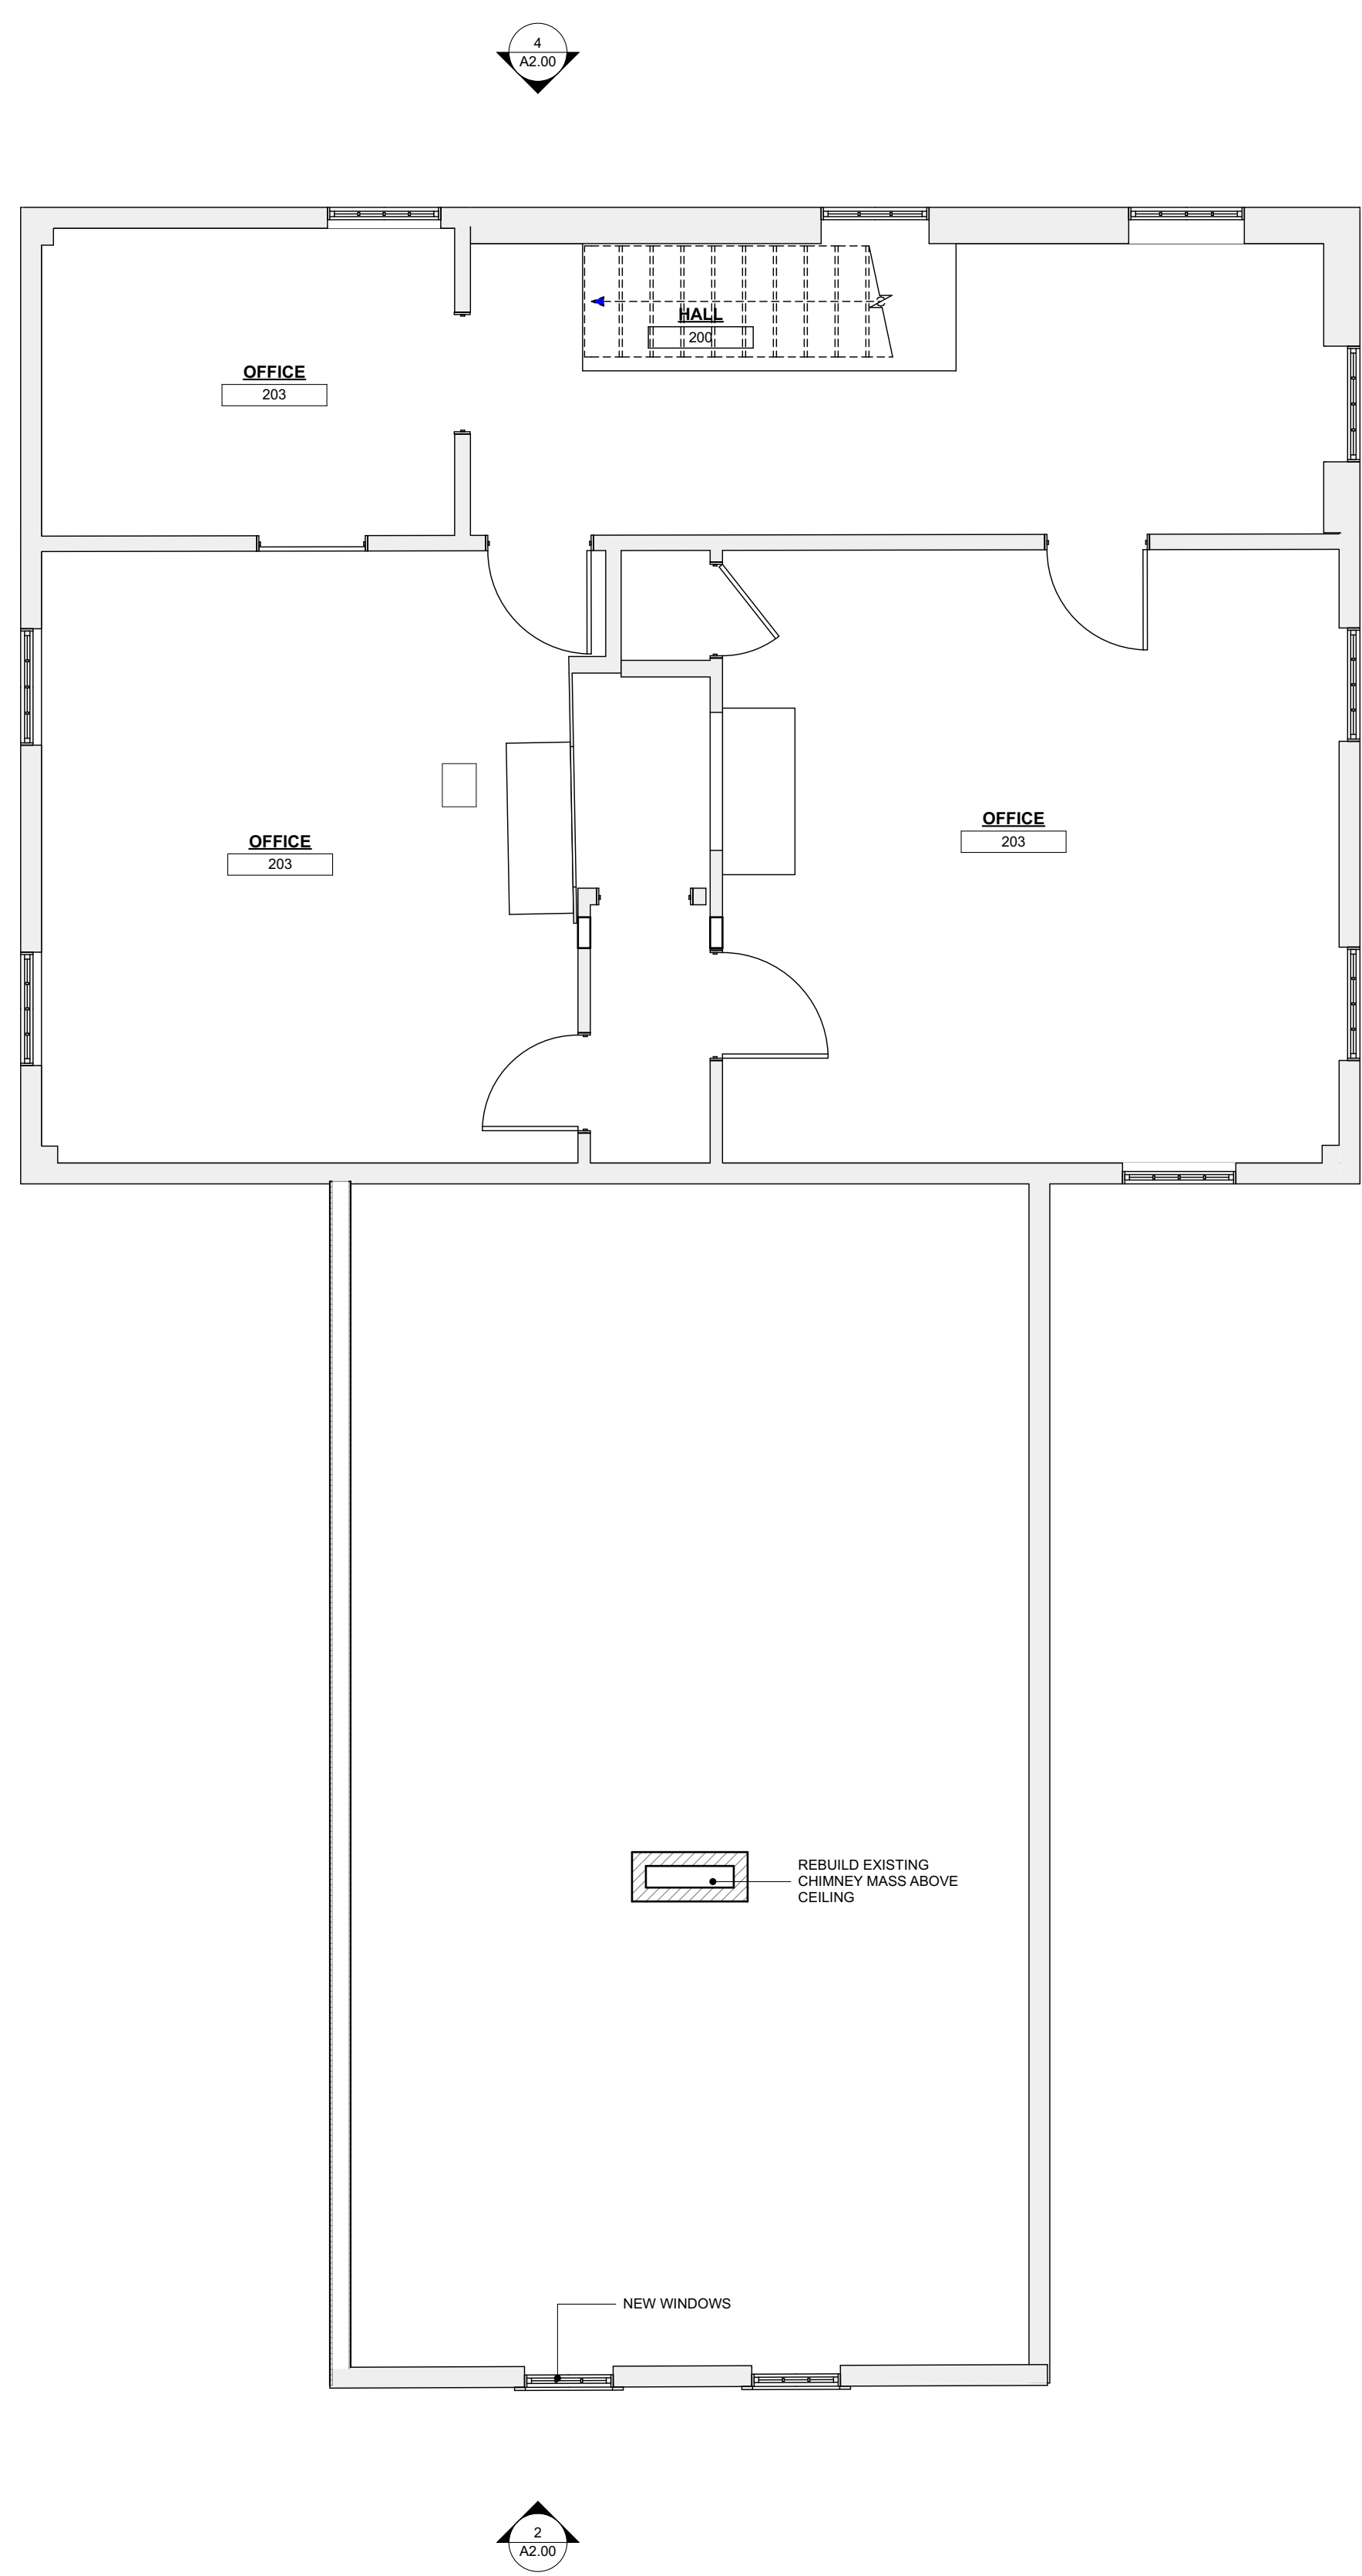 4
A2.00
HALL
200
OFFICE
203
OFFICE
203
OFFICE
203
REBUILD EXISTING
CHIMNEY MASS ABOVE
CEILING
NEW WINDOWS
2
A2.00